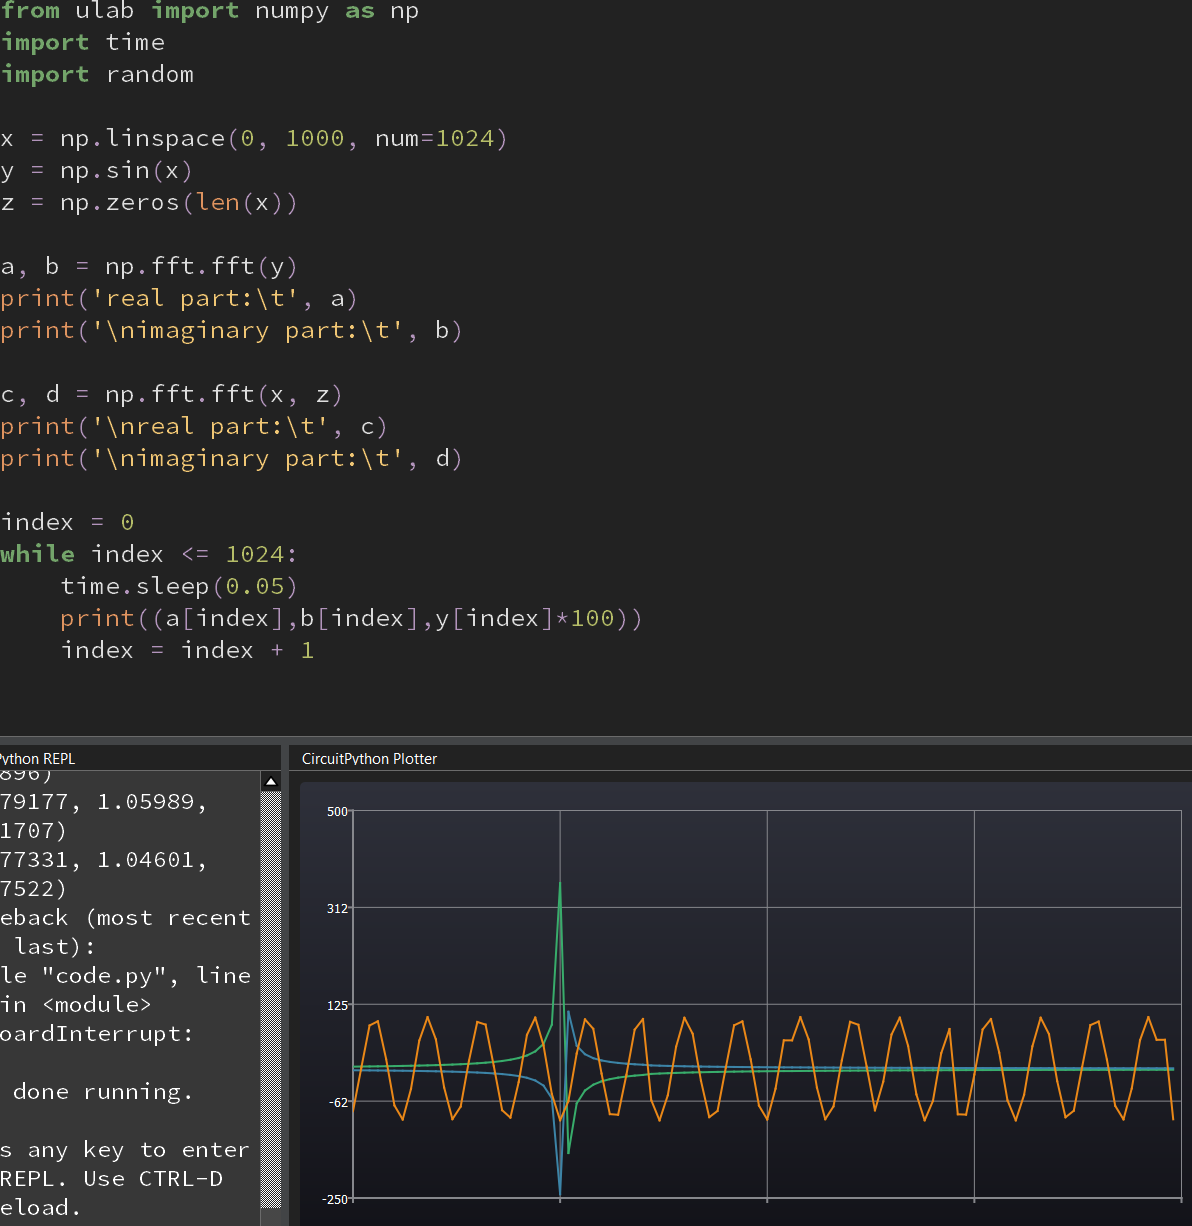 from ulab import numpy as np
import time
import random
x = np.linspace(0, 1000, num=1024)
y = np.sin(x)
z = np.zeros(len(x))
a, b = np.fft.fft(y)
print('real part:\t', a)
print('\nimaginary part:\t', b)
c, d = np.fft.fft(x, z)
print('\nreal part:\t', c)
print('\nimaginary part:\t', d)
index = 0
while index <= 1024:
    time.sleep(0.05)
    print((a[index],b[index],y[index]*100))
    index = index + 1
Python REPL
896)
79177, 1.05989,
1707)
77331, 1.04601,
7522)
eback (most recent
last):
le "code.py", line
in <module>
oardInterrupt:
done running.
s any key to enter
REPL. Use CTRL-D
eload.
CircuitPython Plotter
500
312
125
-62
-250